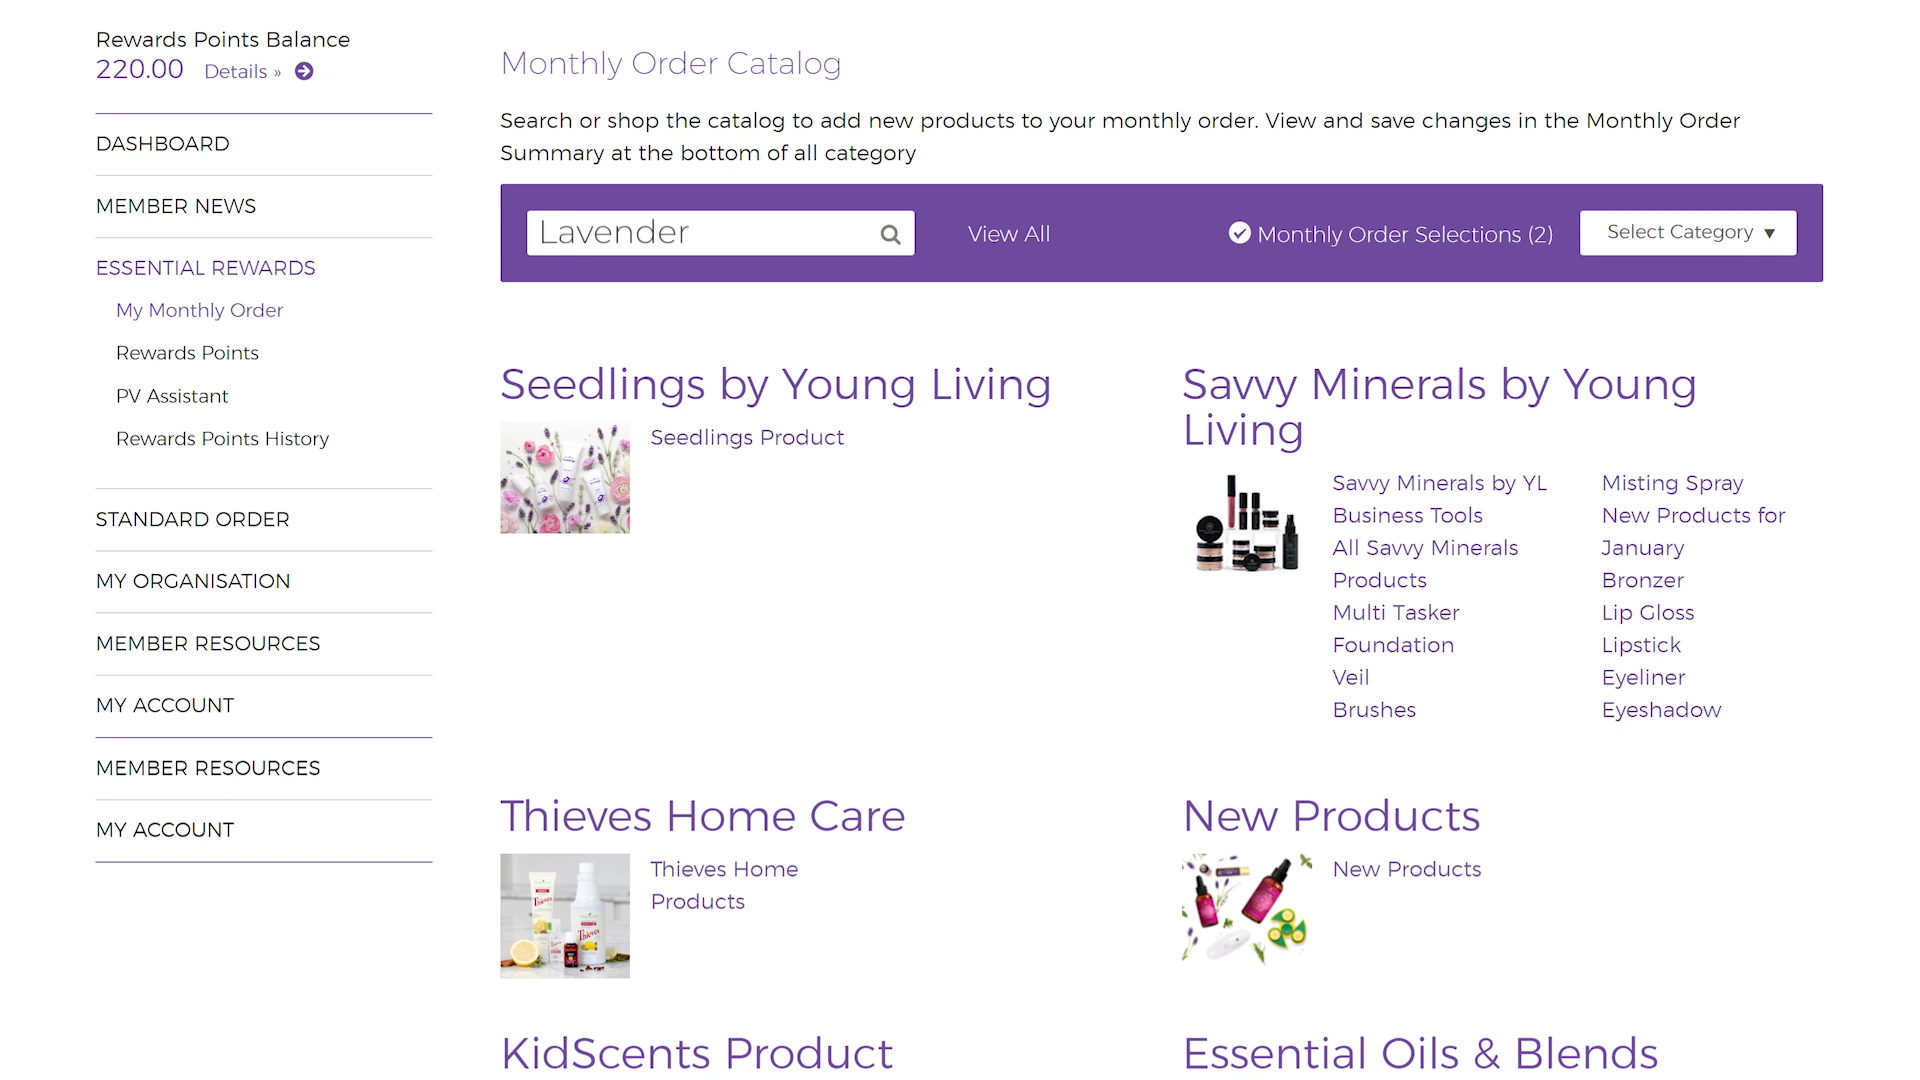 Rewards Points Balance
220.00 Details »
DASHBOARD
MEMBER NEWS
ESSENTIAL REWARDS
My Monthly Order
Rewards Points
PV Assistant
Rewards Points History
STANDARD ORDER
MY ORGANISATION
MEMBER RESOURCES
MY ACCOUNT
MEMBER RESOURCES
MY ACCOUNT
Monthly Order Catalog
Search or shop the catalog to add new products to your monthly order. View and save changes in the Monthly Order
Summary at the bottom of all category
Lavender
View All
Monthly Order Selections (2)
Select Category
Seedlings by Young Living
Seedlings Product
Savvy Minerals by Young
Living
Savvy Minerals by YL
Business Tools
All Savvy Minerals
Products
Multi Tasker
Foundation
Veil
Brushes
Misting Spray
New Products for
January
Bronzer
Lip Gloss
Lipstick
Eyeliner
Eyeshadow
Thieves Home Care
Thieves
Thieves
Thieves Home
Products
New Products
New Products
KidScents Product
Essential Oils & Blends